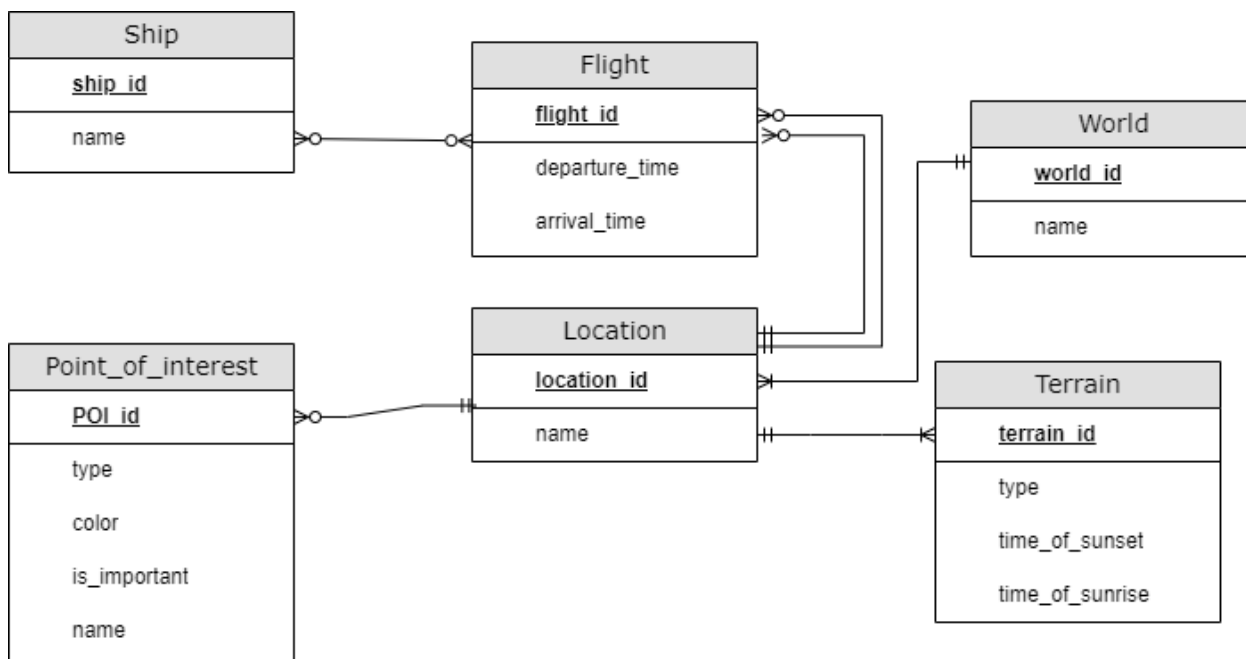 Ship
ship_id
name
Flight
flight_id
departure_time
arrival_time
World
world_id
name
Location
location_id
name
Point_of_interest
POI_id
type
color
is_important
name
Terrain
terrain_id
type
time_of_sunset
time_of_sunrise